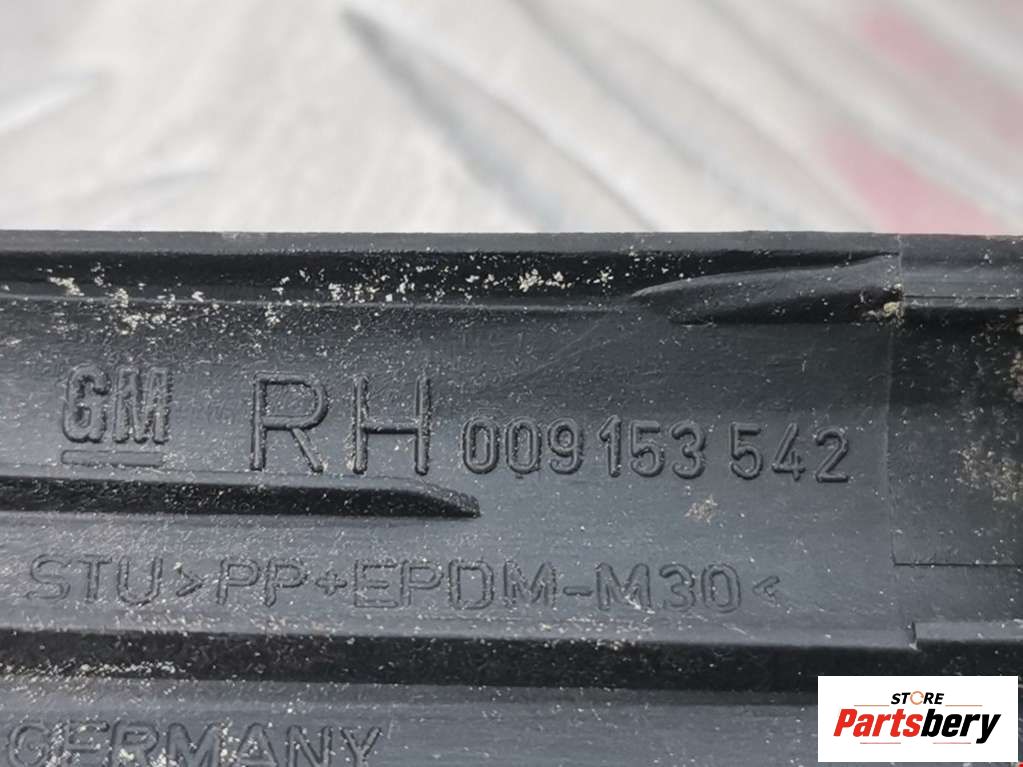 GM RH 009 153 542
STU >PP+EPDM-M30<
GERMANY
STORE
Partsbery